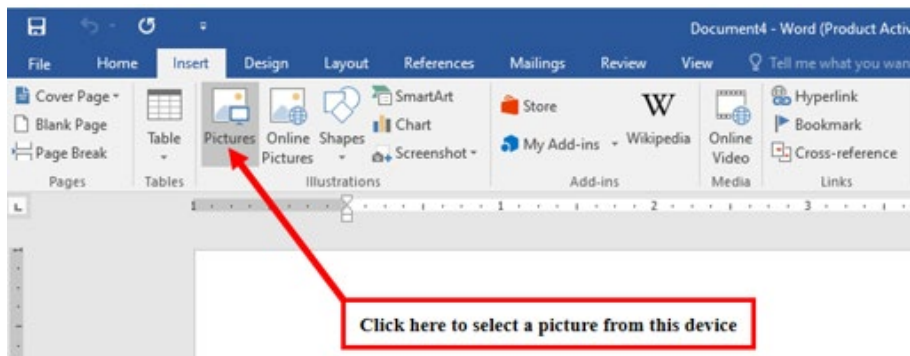 Document4 - Word (Product Activ
File Home Insert Design Layout References Mailings Review View Tell me what you wan
Cover Page
Blank Page
Page Break
Pages
Table
Tables
Pictures
Online Pictures
Shapes
SmartArt
Chart
Screenshot
Illustrations
Store
My Add-ins
W
Wikipedia
Add-ins
Online Video
Media
Hyperlink
Bookmark
Cross-reference
Links
L
1 1 2 3
1
Click here to select a picture from this device